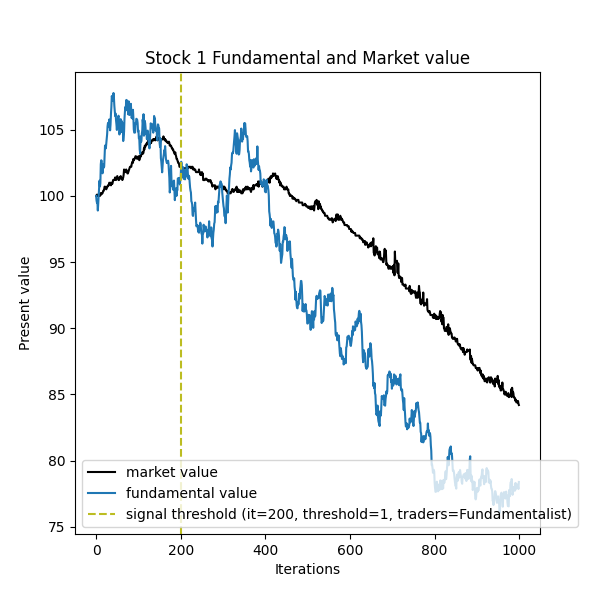 Stock 1 Fundamental and Market value
Present value
105
100
95
90
85
80
75
market value
fundamental value
signal threshold (it=200, threshold=1, traders=Fundamentalist)
0 200 400 600 800 1000
Iterations